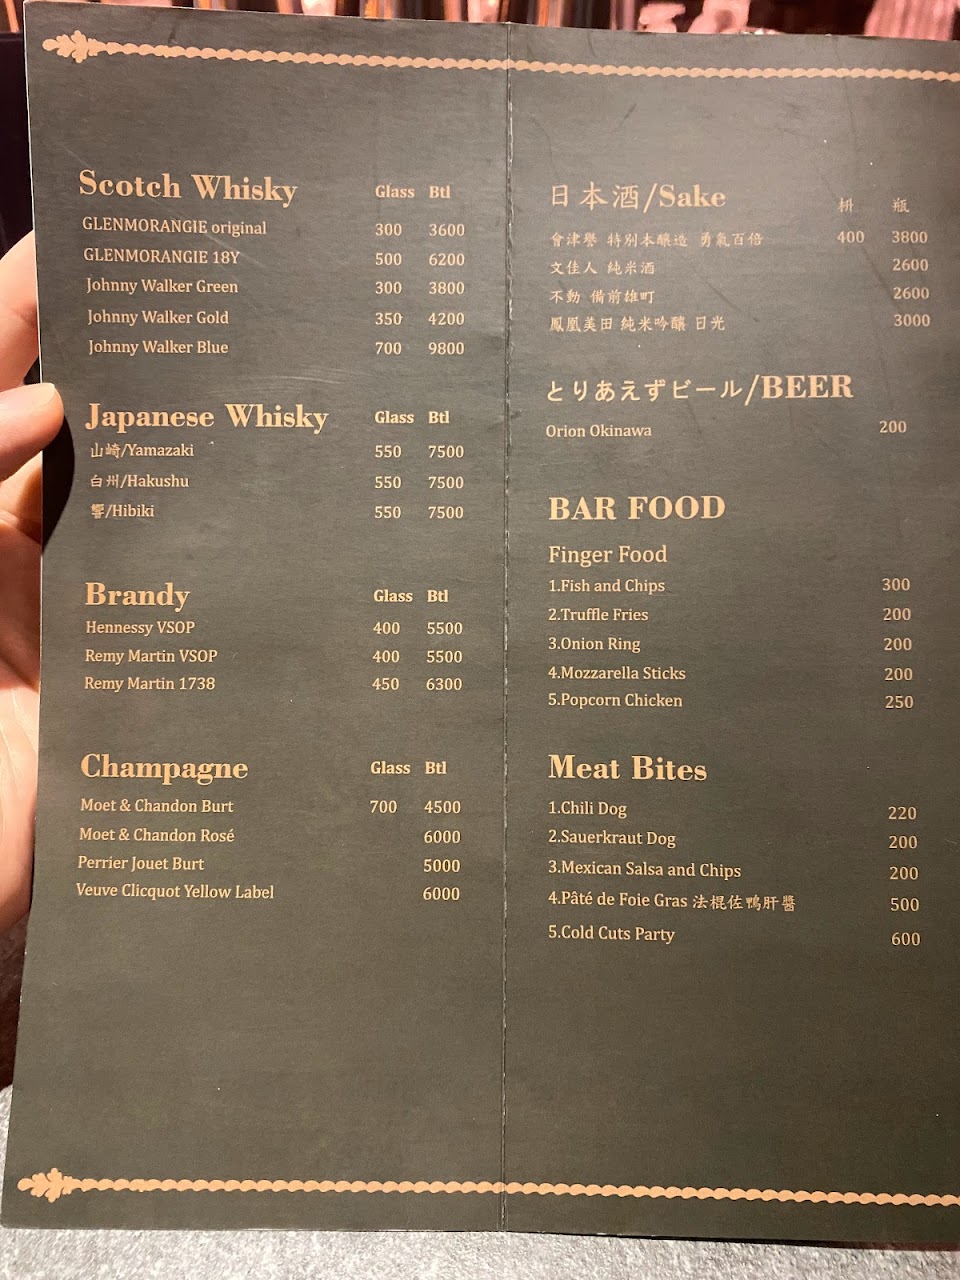 Scotch Whisky Glass Btl
GLENMORANGIE original 300 3600
GLENMORANGIE 18Y 500 6200
Johnny Walker Green 300 3800
Johnny Walker Gold 350 4200
Johnny Walker Blue 700 9800
Japanese Whisky Glass Btl
山崎/Yamazaki 550 7500
白州/Hakushu 550 7500
響/Hibiki 550 7500
Brandy Glass Btl
Hennessy VSOP 400 5500
Remy Martin VSOP 400 5500
Remy Martin 1738 450 6300
Champagne Glass Btl
Moet & Chandon Burt 700 4500
Moet & Chandon Rosé 6000
Perrier Jouet Burt 5000
Veuve Clicquot Yellow Label 6000
日本酒/Sake 枡 瓶
會津譽 特別本釀造 勇氣百倍 400 3800
文佳人 純米酒 2600
不動 備前雄町 2600
鳳凰美田 純米吟釀 日光 3000
とりあえずビール/BEER
Orion Okinawa 200
BAR FOOD
Finger Food
1.Fish and Chips 300
2.Truffle Fries 200
3.Onion Ring 200
4.Mozzarella Sticks 200
5.Popcorn Chicken 250
Meat Bites
1.Chili Dog 220
2.Sauerkraut Dog 200
3.Mexican Salsa and Chips 200
4.Pâté de Foie Gras 法棍佐鴨肝醬 500
5.Cold Cuts Party 600